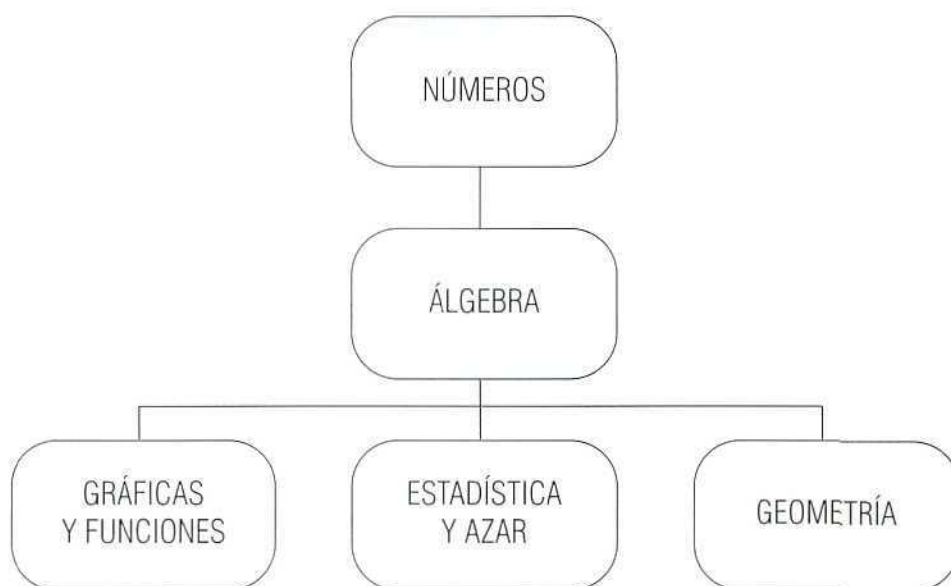 NÚMEROS
ÁLGEBRA
GRÁFICAS
Y FUNCIONES
ESTADÍSTICA
Y AZAR
GEOMETRÍA